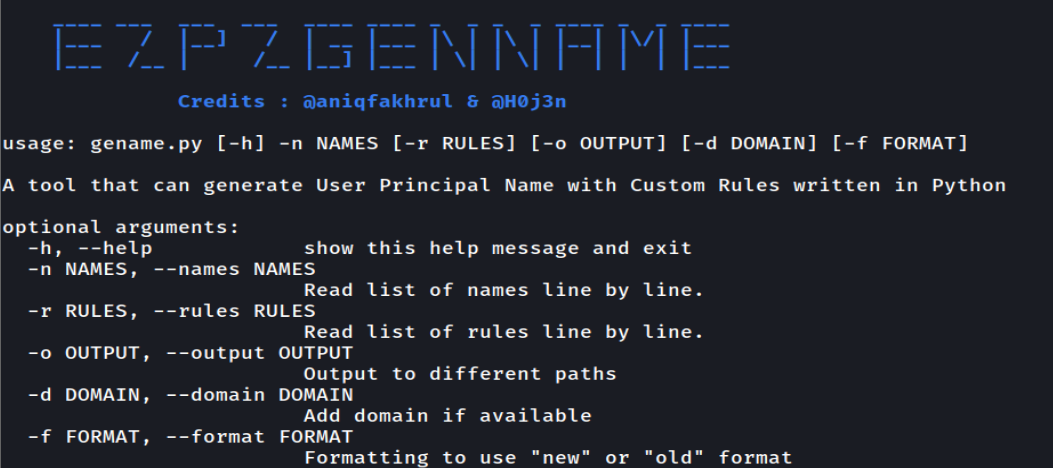 EZPZGENNAME
Credits : @aniqfakhrul & @H0j3n
usage: gename.py [-h] -n NAMES [-r RULES] [-o OUTPUT] [-d DOMAIN] [-f FORMAT]
A tool that can generate User Principal Name with Custom Rules written in Python
optional arguments:
-h, --help show this help message and exit
-n NAMES, --names NAMES
Read list of names line by line.
-r RULES, --rules RULES
Read list of rules line by line.
-o OUTPUT, --output OUTPUT
Output to different paths
-d DOMAIN, --domain DOMAIN
Add domain if available
-f FORMAT, --format FORMAT
Formatting to use "new" or "old" format